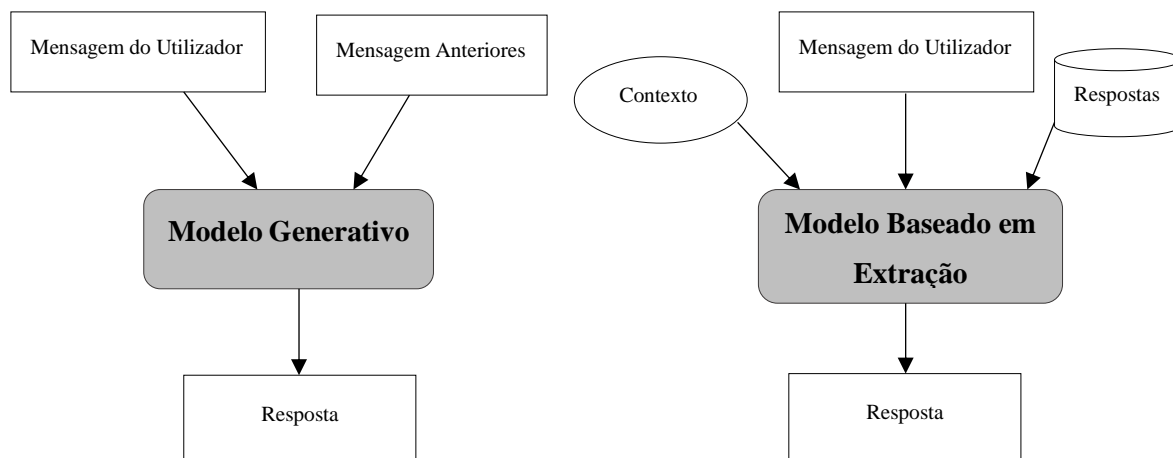 Mensagem do Utilizador
Mensagem Anteriores
Modelo Generativo
Resposta
Mensagem do Utilizador
Contexto
Respostas
Modelo Baseado em
Extração
Resposta